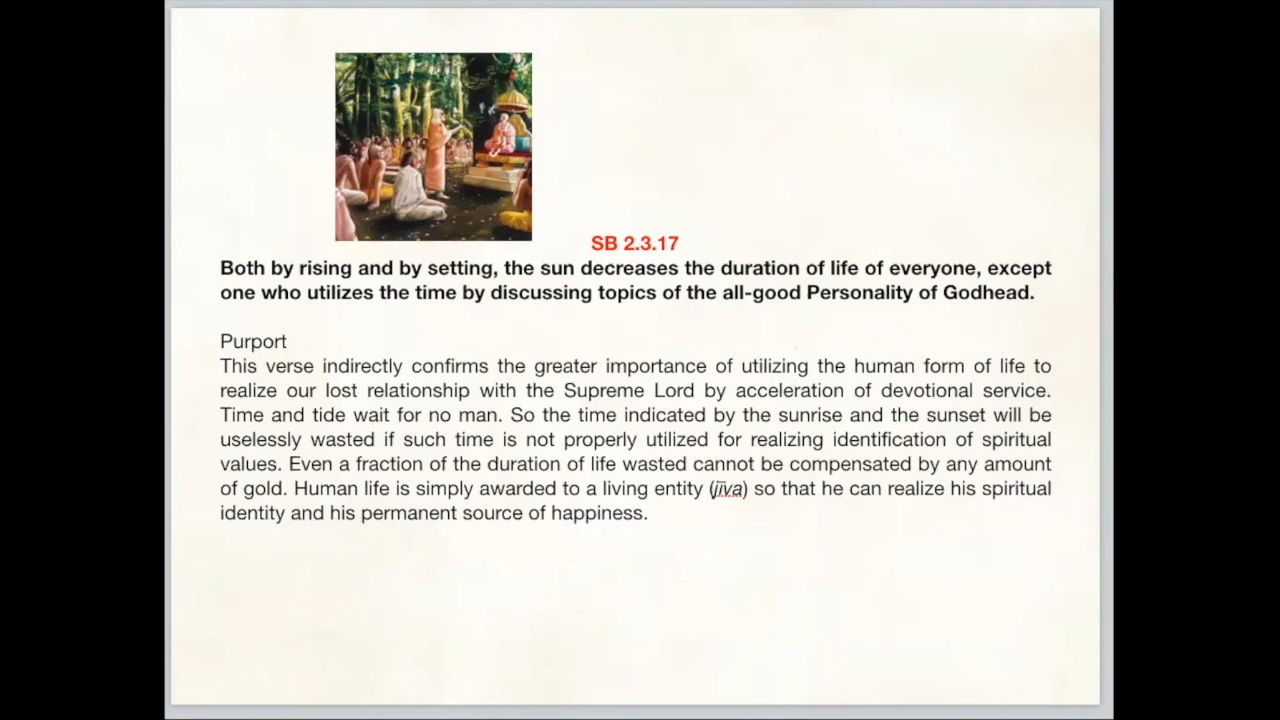 SB 2.3.17
Both by rising and by setting, the sun decreases the duration of life of everyone, except
one who utilizes the time by discussing topics of the all-good Personality of Godhead.
Purport
This verse indirectly confirms the greater importance of utilizing the human form of life to
realize our lost relationship with the Supreme Lord by acceleration of devotional service.
Time and tide wait for no man. So the time indicated by the sunrise and the sunset will be
uselessly wasted if such time is not properly utilized for realizing identification of spiritual
values. Even a fraction of the duration of life wasted cannot be compensated by any amount
of gold. Human life is simply awarded to a living entity (jīva) so that he can realize his spiritual
identity and his permanent source of happiness.